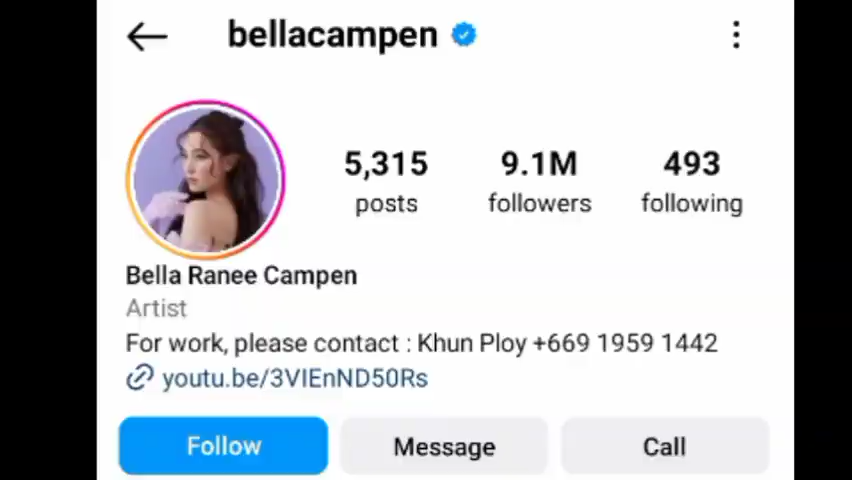 bellacampen
5,315 9.1M 493
posts followers following
Bella Ranee Campen
Artist
For work, please contact : Khun Ploy +669 1959 1442
youtu.be/3VIEnND50Rs
Follow Message Call